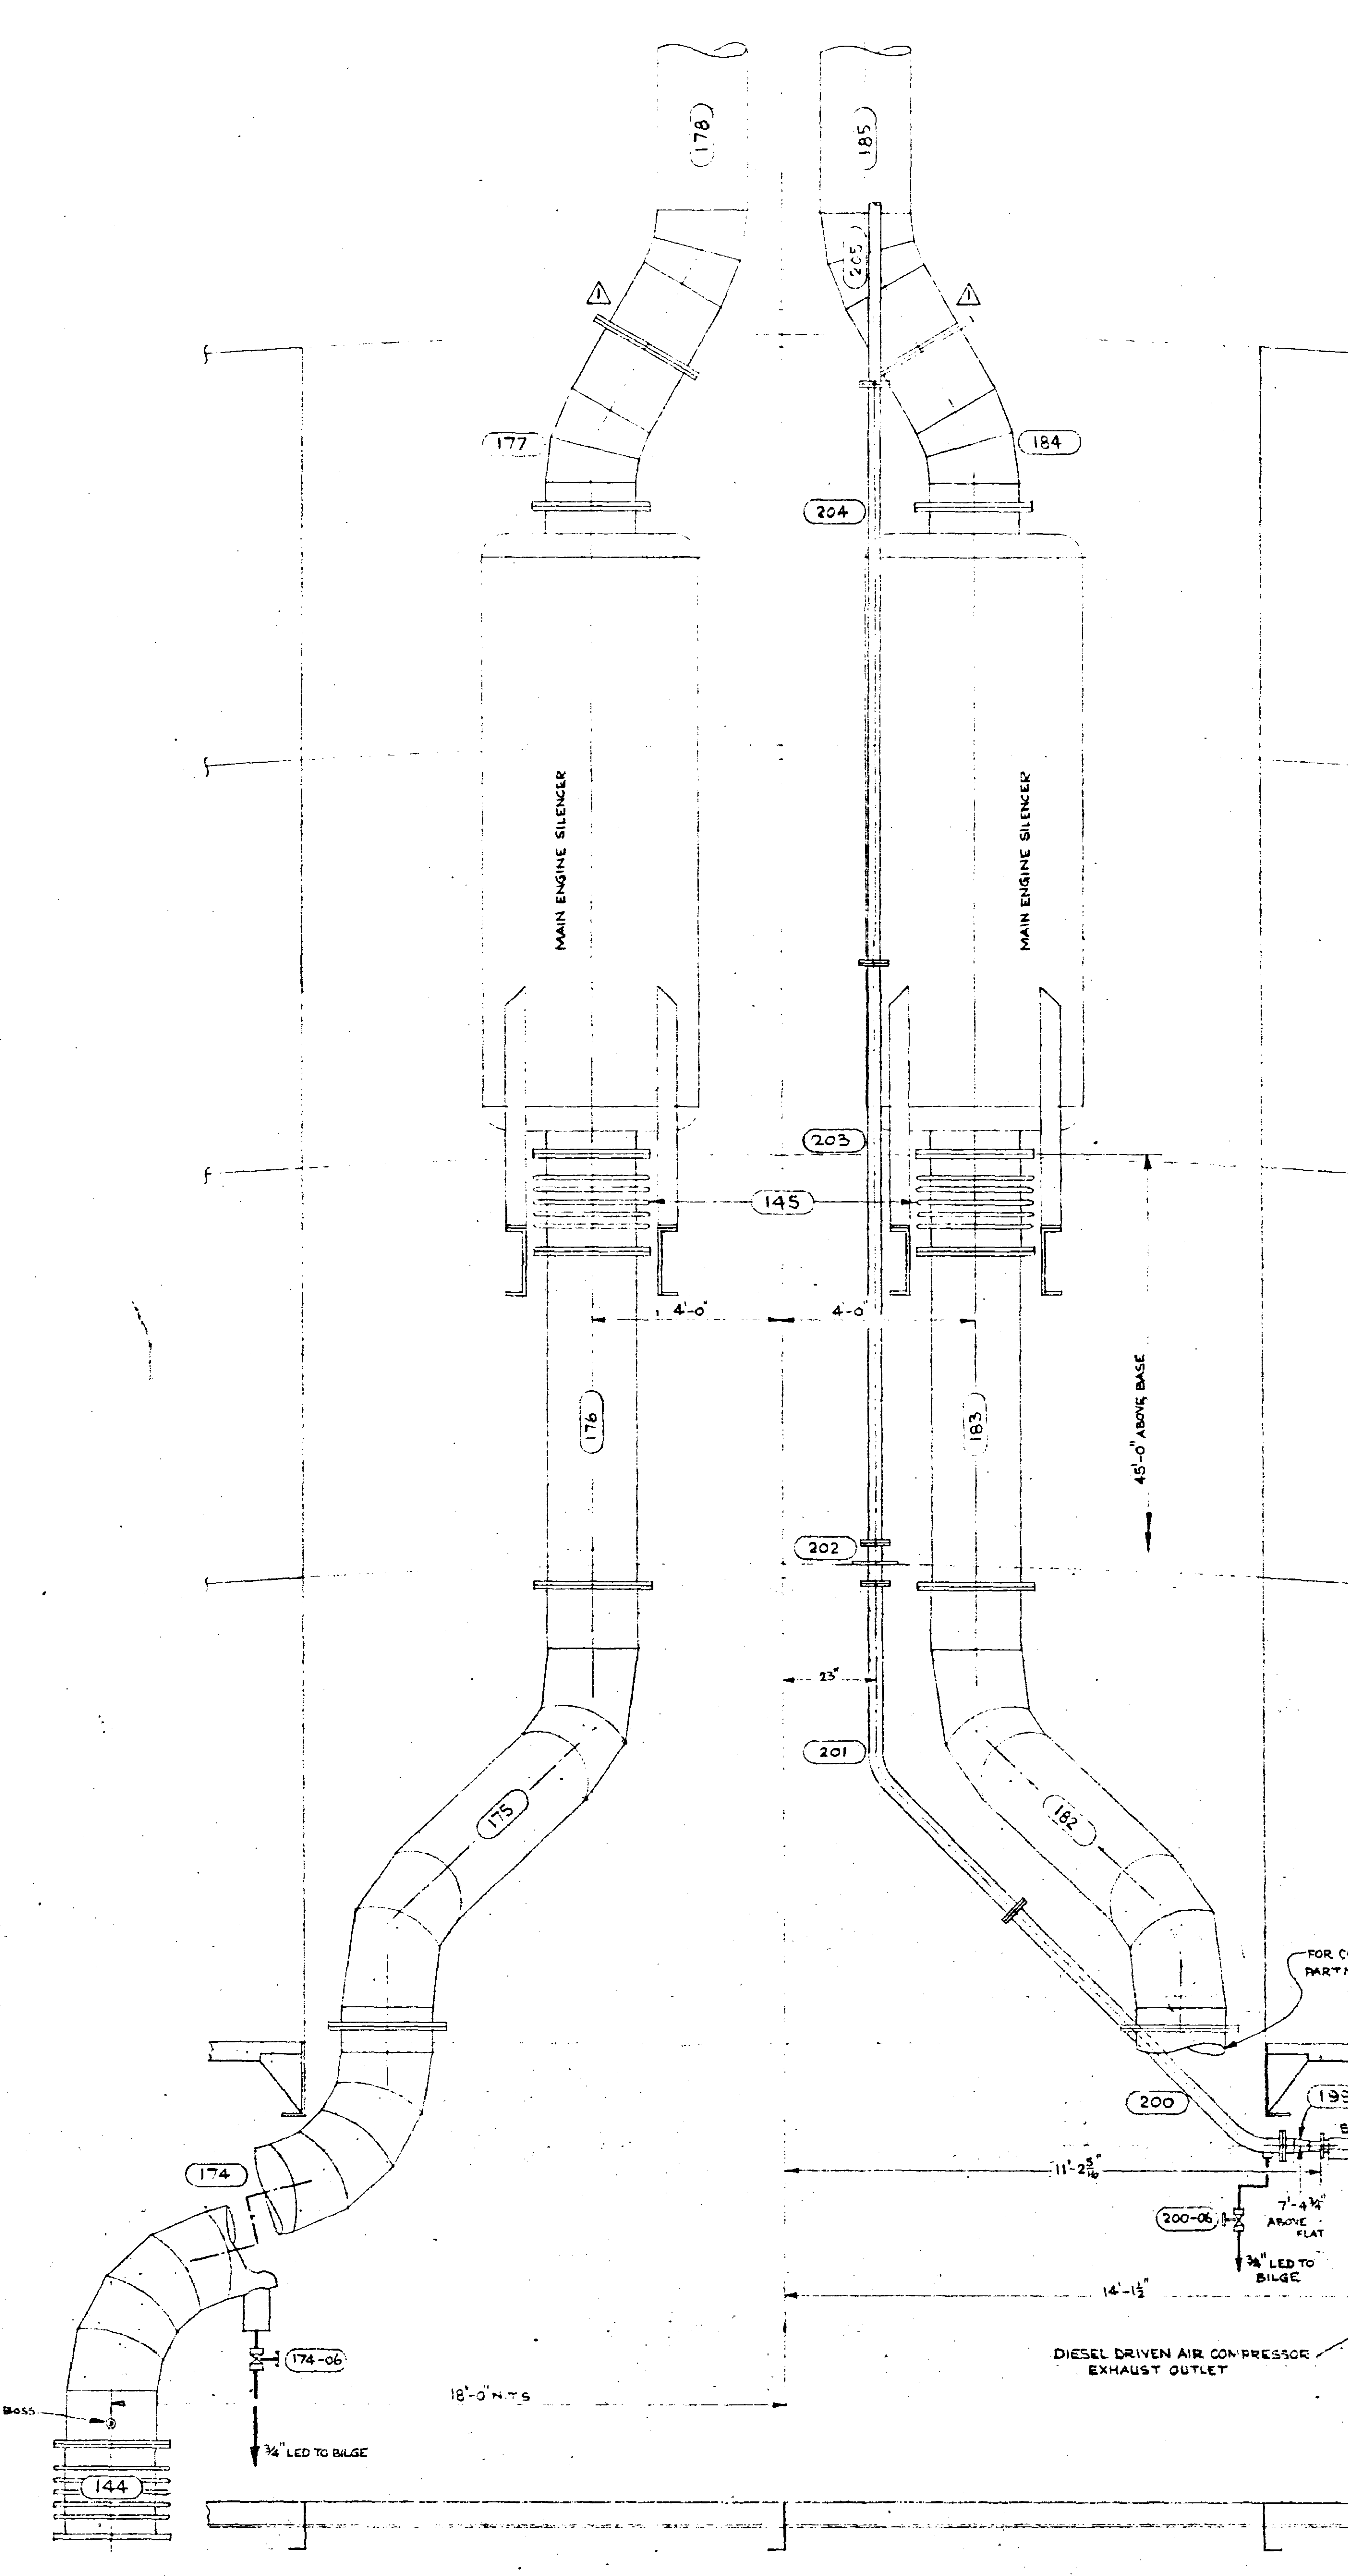 178
185
205
1
1
177
184
204
MAIN ENGINE SILENCER
MAIN ENGINE SILENCER
203
145
4'-0"
4'-0"
176
183
45'-0" ABOVE BASE
202
23"
201
175
182
FOR
200
199
174
11'-2 5/16"
200-06
7'-4 3/4"
ABOVE
FLAT
3/4" LED TO
BILGE
14'-1 1/2"
174-06
DIESEL DRIVEN AIR COMPRESSOR
EXHAUST OUTLET
18'-0" N.T.S
BOSS
3/4" LED TO BILGE
144